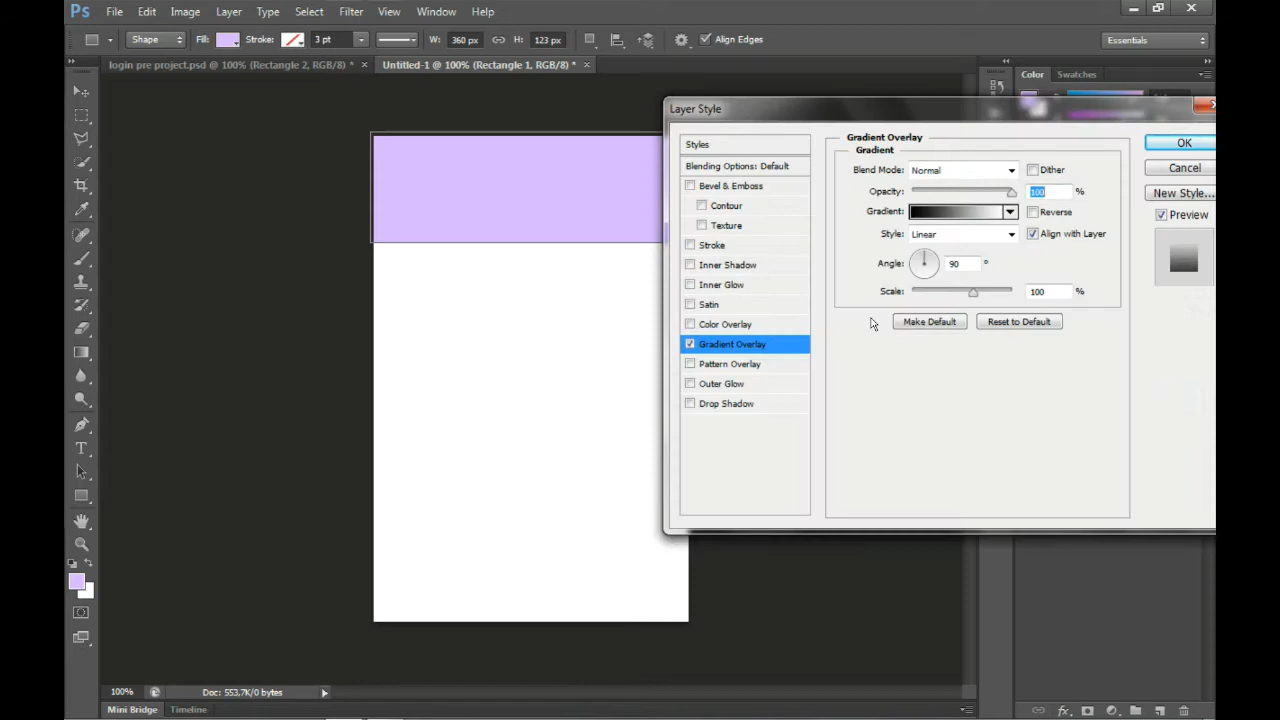 Ps File Edit Image Layer Type Select Filter View Window Help
Shape Fill: Stroke: 3 pt W: 360 px H: 123 px Align Edges Essentials
login pre project.psd @ 100% (Rectangle 2, RGB/8) * × Untitled-1 @ 100% (Rectangle 1, RGB/8) * ×
Color Swatches
Layer Style
Styles
Blending Options: Default
Bevel & Emboss
Contour
Texture
Stroke
Inner Shadow
Inner Glow
Satin
Color Overlay
Gradient Overlay
Pattern Overlay
Outer Glow
Drop Shadow
Gradient Overlay
Gradient
Blend Mode: Normal Dither
Opacity: 100 %
Gradient: Reverse
Style: Linear Align with Layer
Angle: 90 °
Scale: 100 %
Make Default Reset to Default
OK
Cancel
New Style...
Preview
T
100% Doc: 553,7K/0 bytes
Mini Bridge Timeline
fx